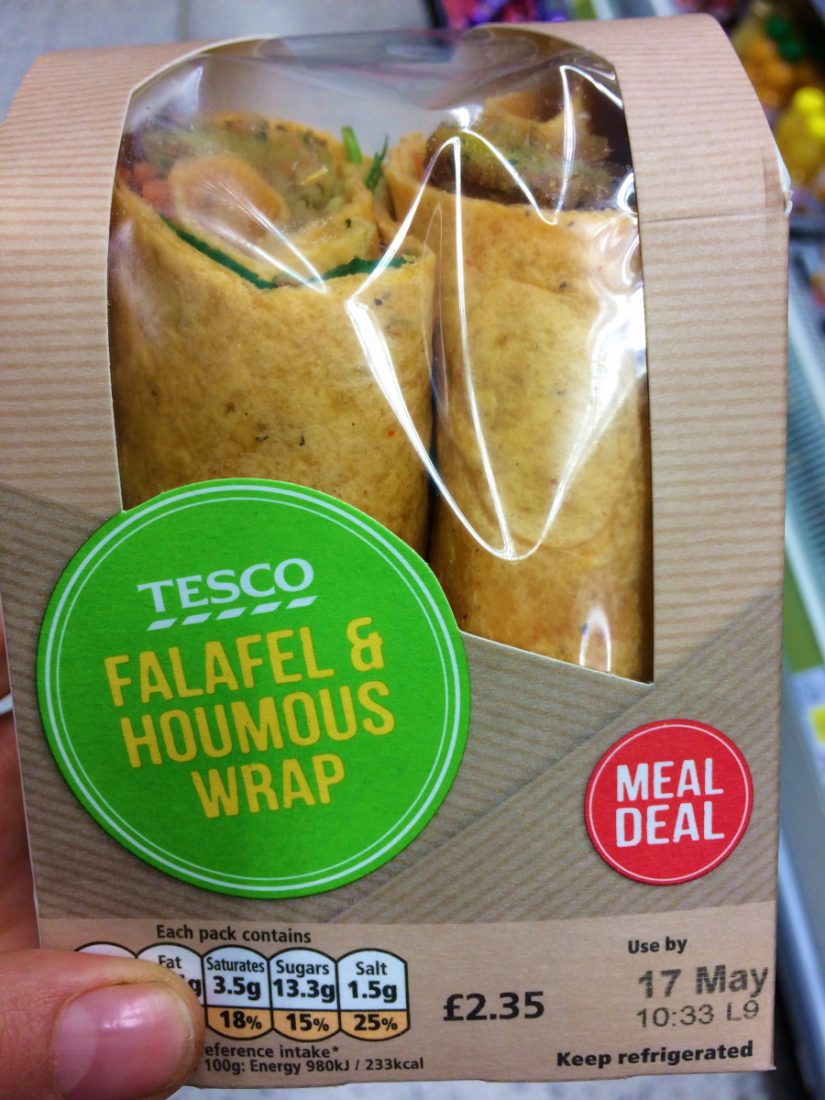 TESCO
FALAFEL &
HOUMOUS
WRAP
MEAL
DEAL
Each pack contains
Fat Saturates Sugars Salt
3.5g 13.3g 1.5g
18% 15% 25%
intake*
100g: Energy 980kJ / 233kcal
£2.35
Use by
17 May
10:33 L9
Keep refrigerated